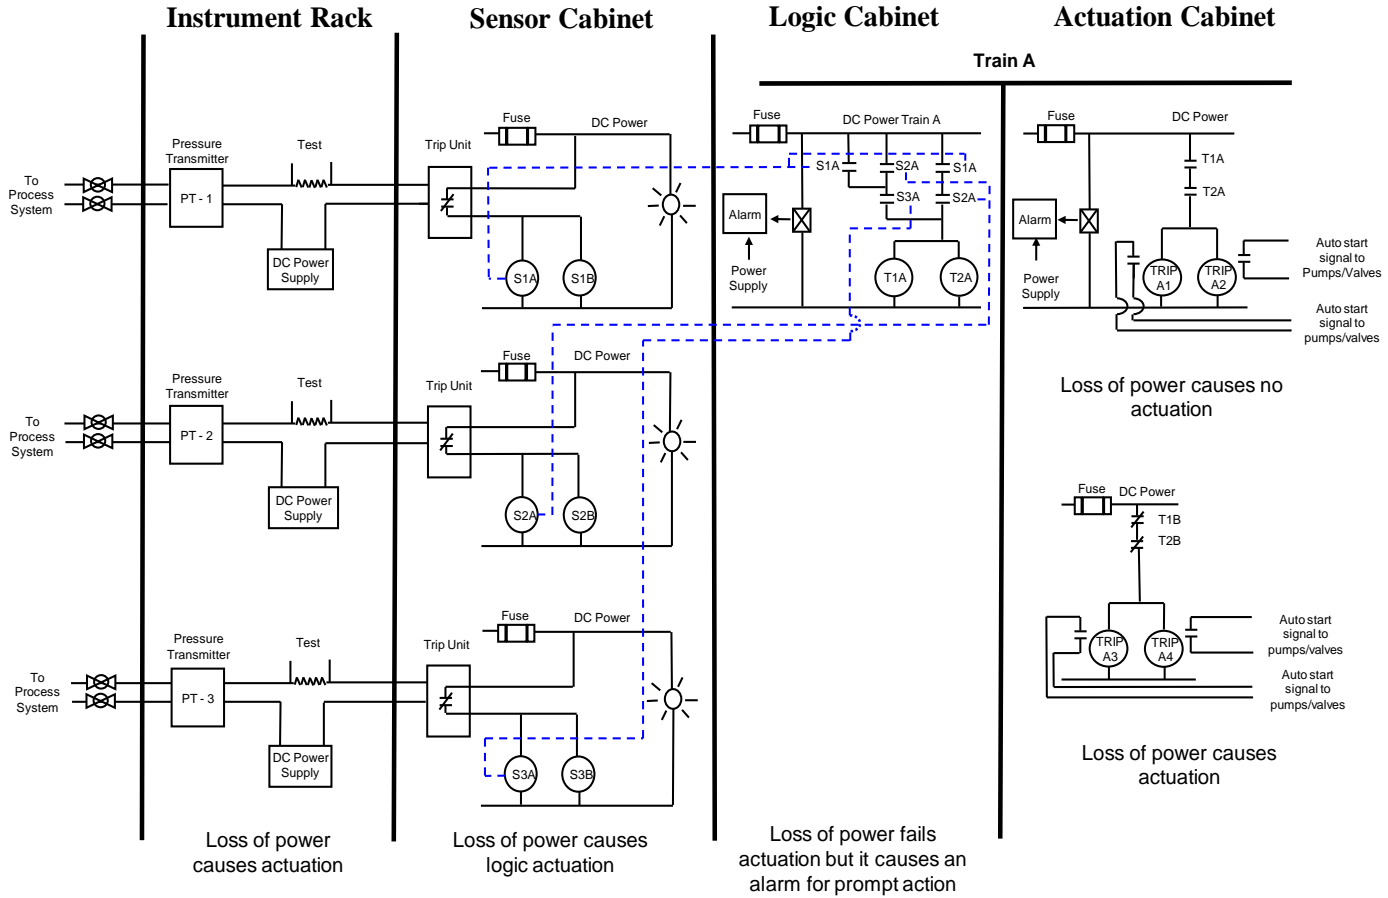 Instrument Rack
Sensor Cabinet
Logic Cabinet
Actuation Cabinet
Train A
Fuse
DC Power
Fuse
DC Power Train A
Fuse
DC Power
Pressure
Transmitter
Test
Trip Unit
S1A
S2A
S1A
T1A
To
Process
System
PT - 1
S3A
S2A
T2A
Alarm
Alarm
DC Power
Supply
S1A
S1B
Power
Supply
T1A
T2A
Power
Supply
TRIP
A1
TRIP
A2
Auto start
signal to
Pumps/Valves
Auto start
signal to
pumps/valves
Fuse
DC Power
Pressure
Transmitter
Test
Trip Unit
Loss of power causes no
actuation
To
Process
System
PT - 2
DC Power
Supply
S2A
S2B
Fuse
DC Power
T1B
T2B
Fuse
DC Power
Pressure
Transmitter
Test
Trip Unit
TRIP
A3
TRIP
A4
Auto start
signal to
pumps/valves
Auto start
signal to
pumps/valves
To
Process
System
PT - 3
DC Power
Supply
S3A
S3B
Loss of power causes
actuation
Loss of power
causes actuation
Loss of power causes
logic actuation
Loss of power fails
actuation but it causes an
alarm for prompt action